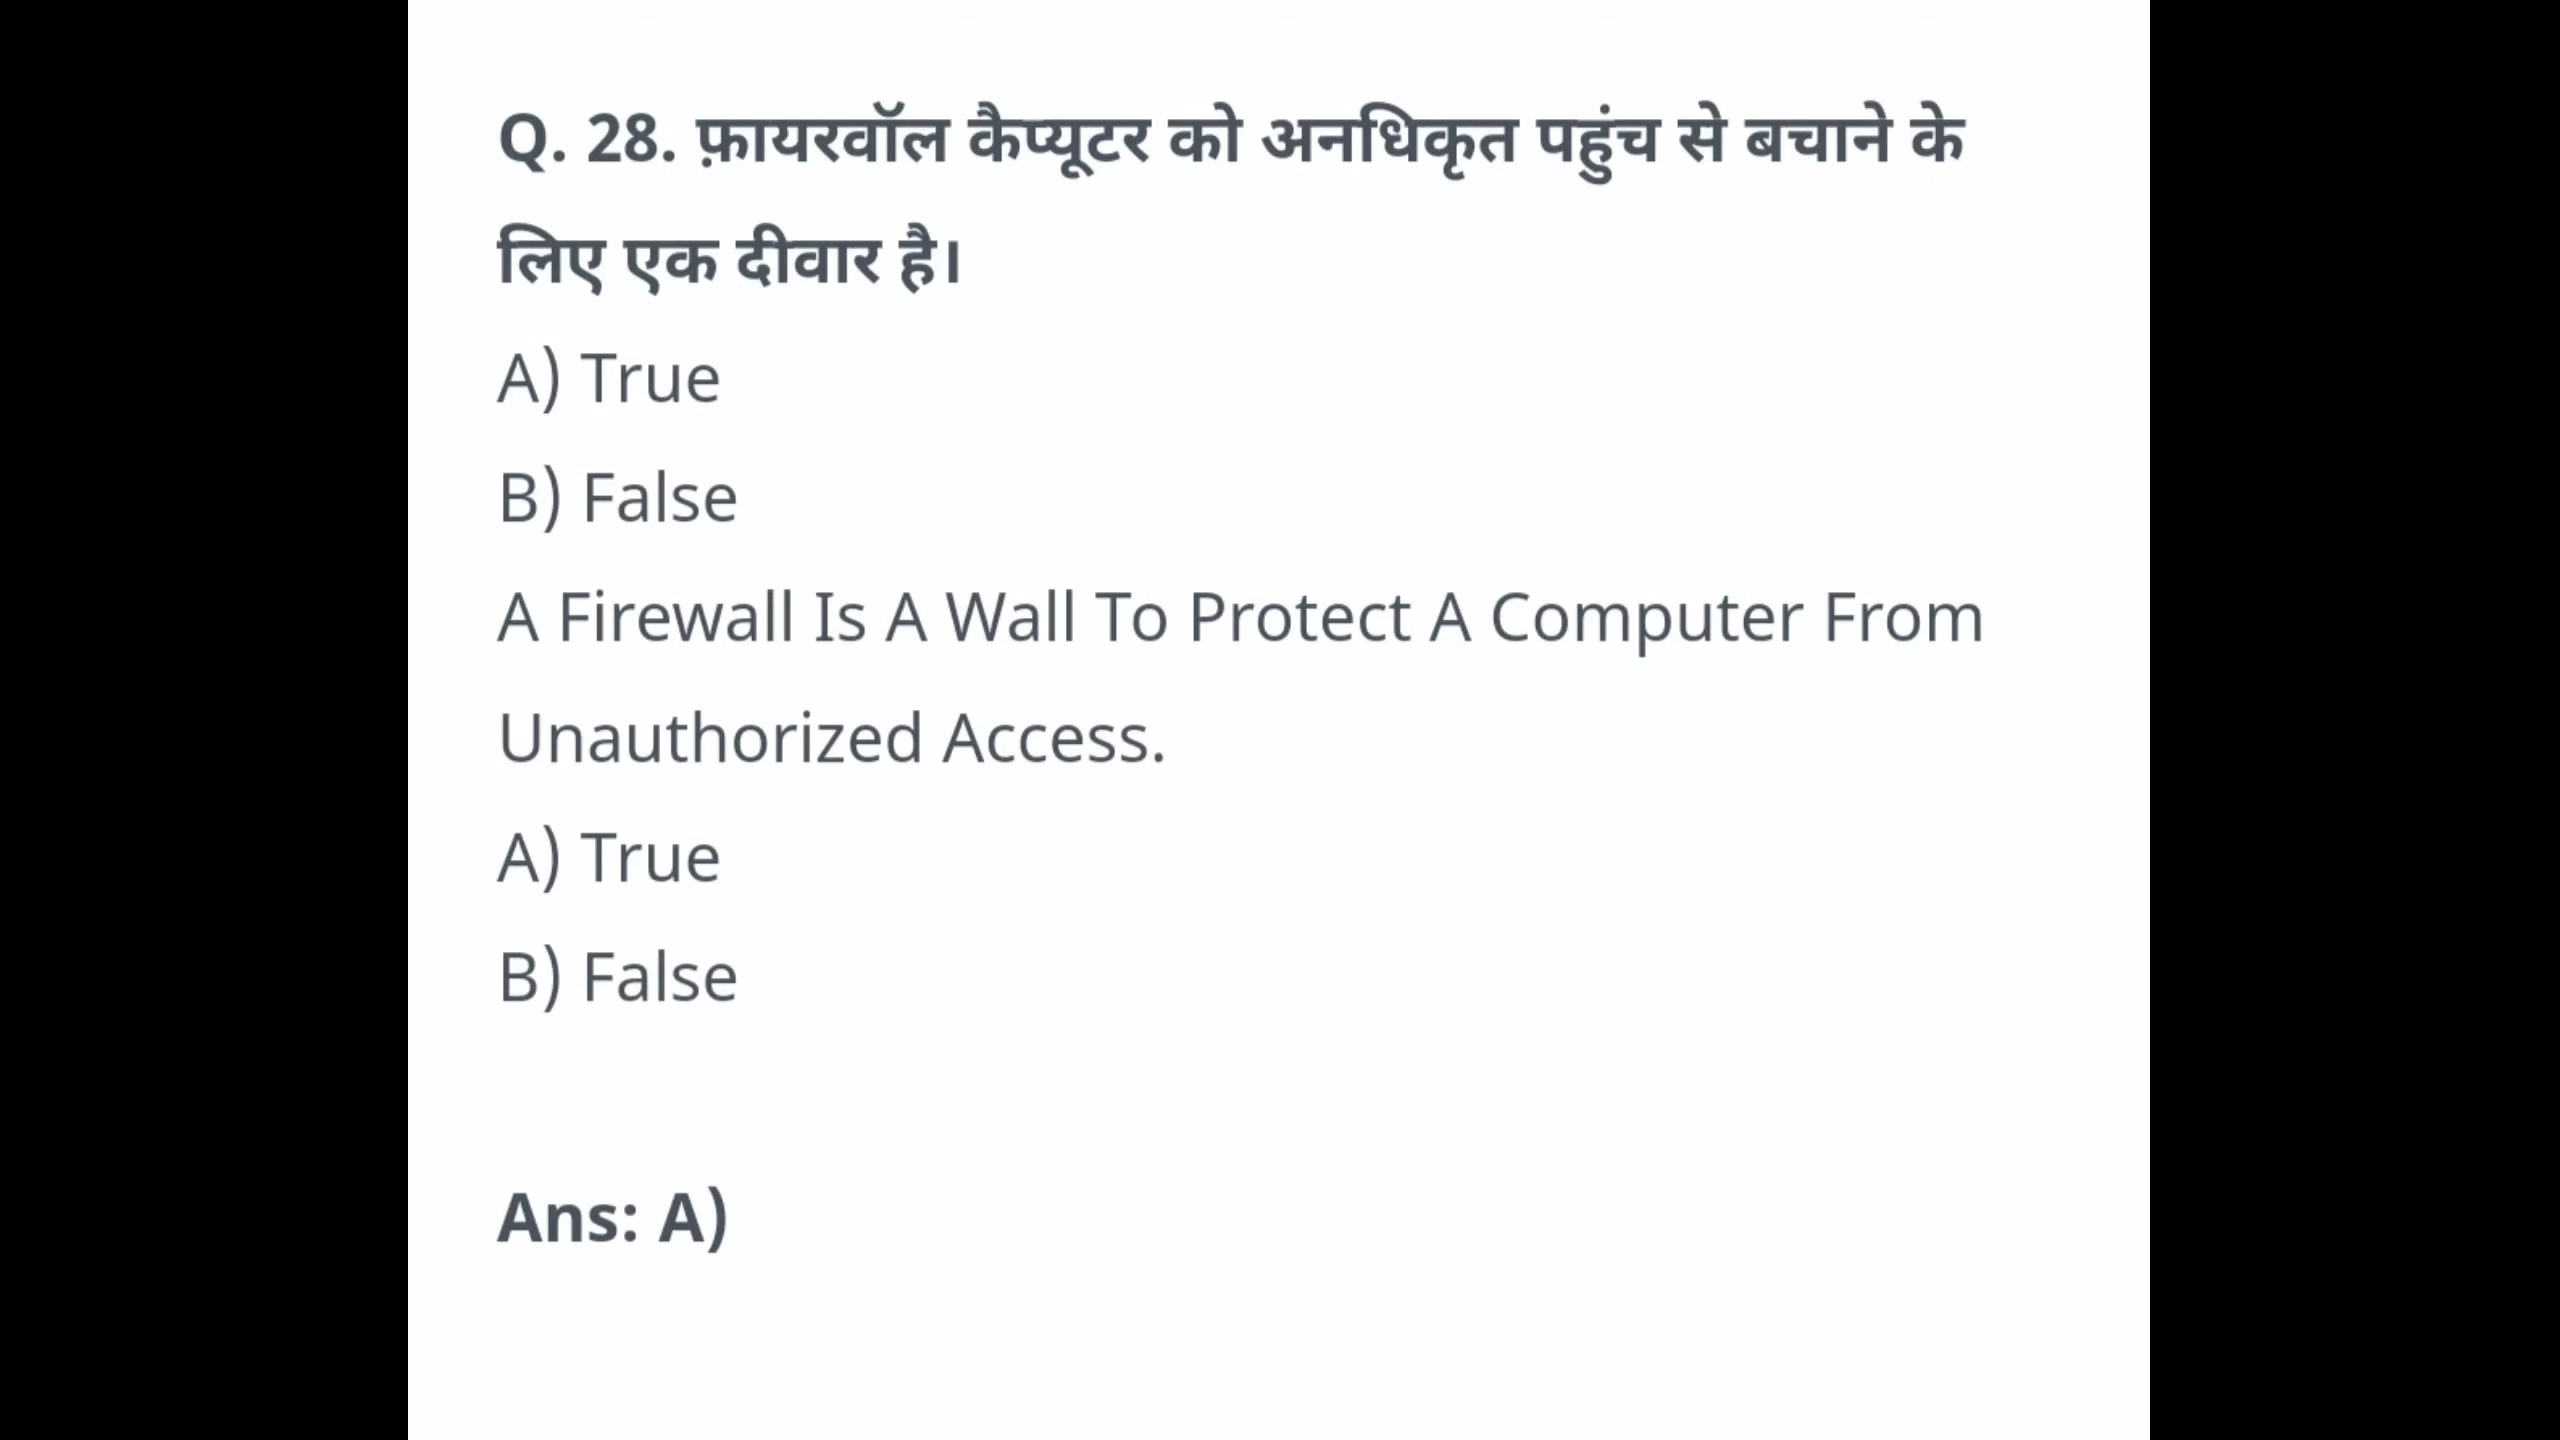 Q. 28. फ़ायरवॉल कैप्यूटर को अनधिकृत पहुंच से बचाने के
लिए एक दीवार है।
A) True
B) False
A Firewall Is A Wall To Protect A Computer From
Unauthorized Access.
A) True
B) False
Ans: A)